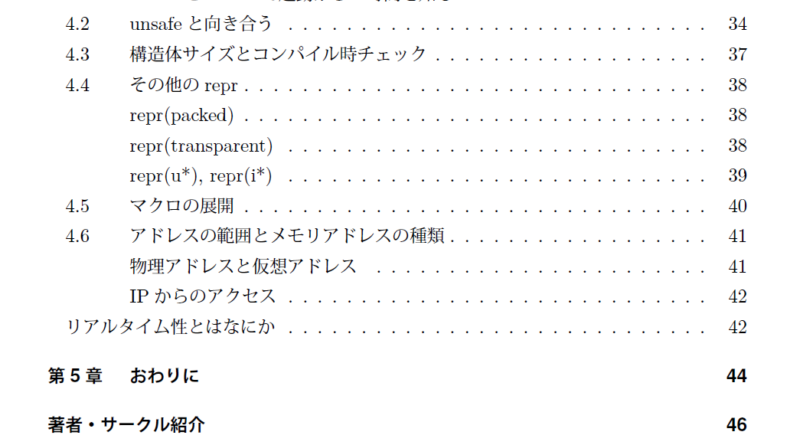 4.2 unsafe と向き合う . . . . . . . . . . . . . . . . . . . . . . . . . . . . . 34
4.3 構造体サイズとコンパイル時チェック . . . . . . . . . . . . . . . . . . . 37
4.4 その他の repr . . . . . . . . . . . . . . . . . . . . . . . . . . . . . . . . 38
repr(packed) . . . . . . . . . . . . . . . . . . . . . . . . . . . . . . . . 38
repr(transparent) . . . . . . . . . . . . . . . . . . . . . . . . . . . . . 38
repr(u*), repr(i*) . . . . . . . . . . . . . . . . . . . . . . . . . . . . . 39
4.5 マクロの展開 . . . . . . . . . . . . . . . . . . . . . . . . . . . . . . . . 40
4.6 アドレスの範囲とメモリアドレスの種類 . . . . . . . . . . . . . . . . . . 41
物理アドレスと仮想アドレス . . . . . . . . . . . . . . . . . . . . . . . 41
IP からのアクセス . . . . . . . . . . . . . . . . . . . . . . . . . . . . . 42
リアルタイム性とはなにか . . . . . . . . . . . . . . . . . . . . . . . . . . . . . 42
第 5 章 おわりに 44
著者・サークル紹介 46